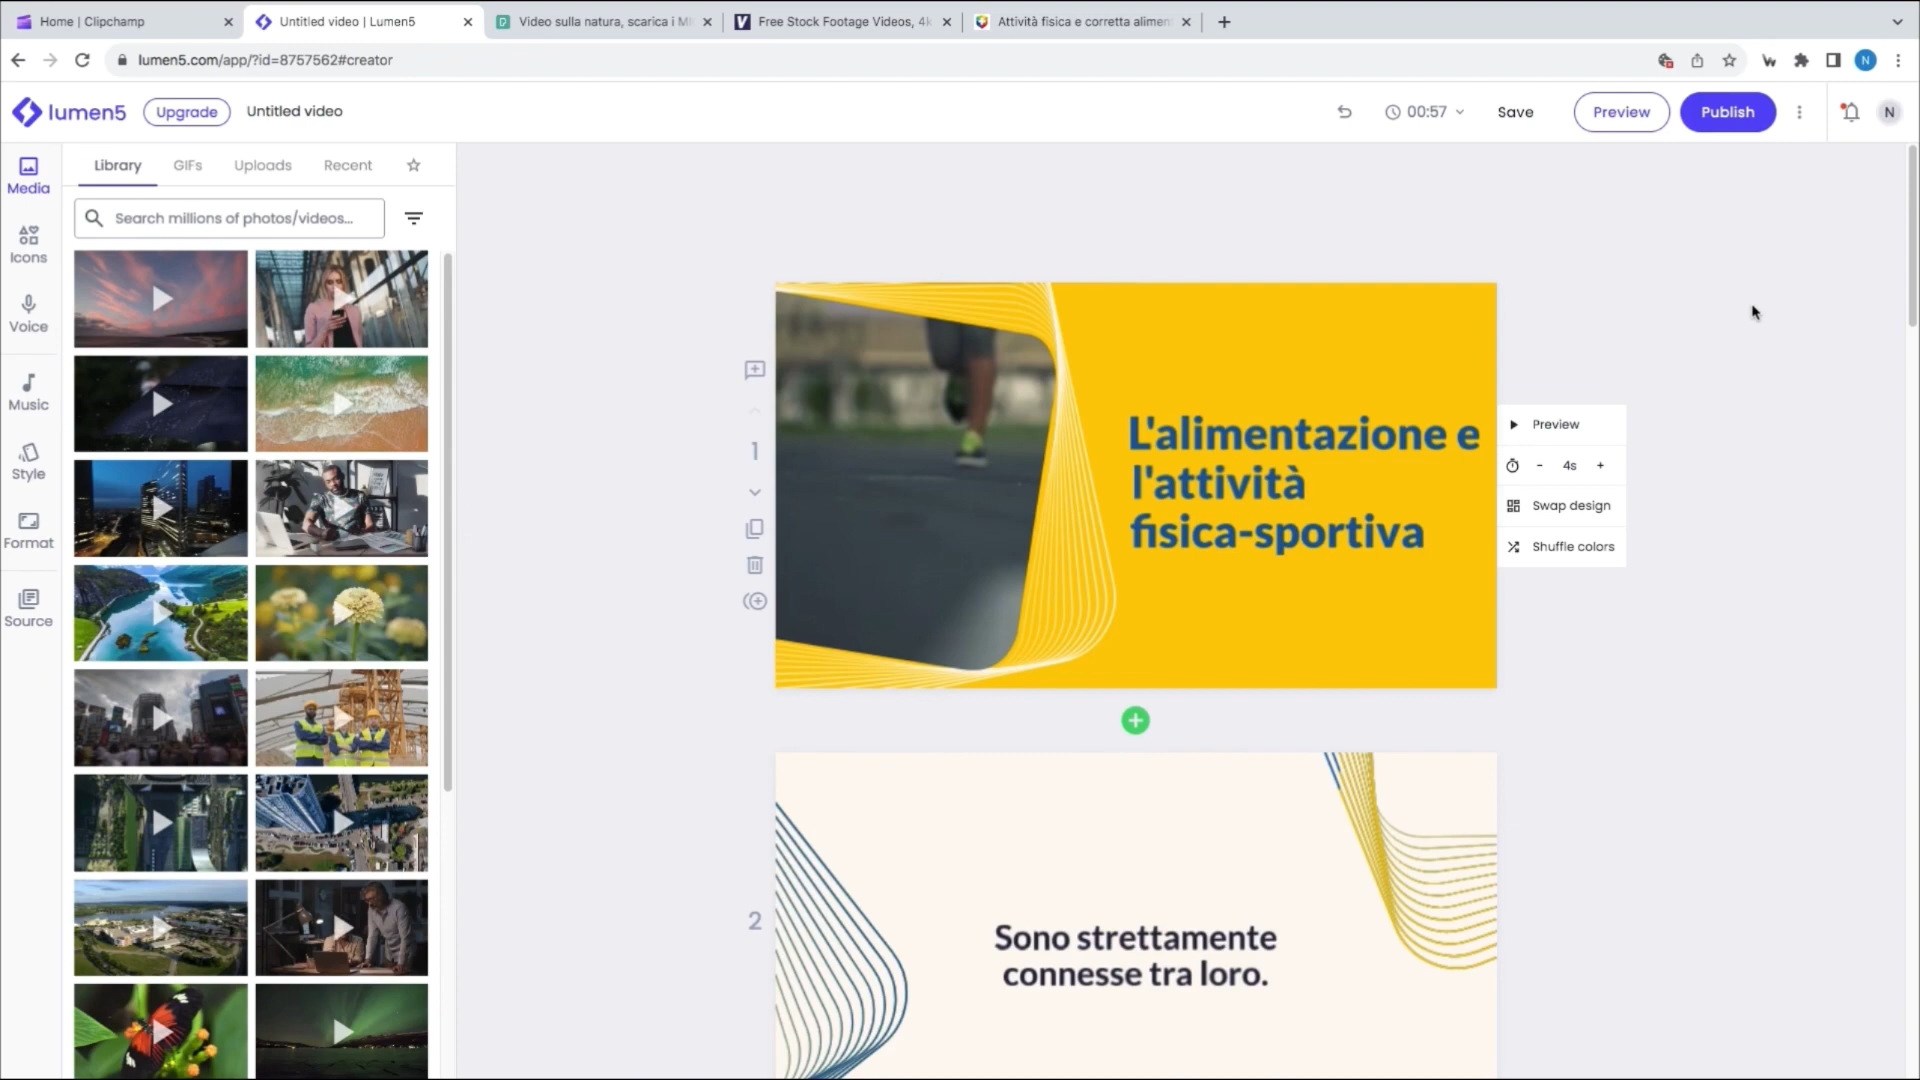 Home | Clipchamp
Untitled video | Lumen5
Video sulla natura, scarica i Mi
Free Stock Footage Videos, 4k
Attività fisica e corretta alimen
lumen5.com/app/?id=8757562#creator
N
lumen5
Upgrade
Untitled video
00:57
Save
Preview
Publish
N
Media
Icons
Voice
Music
Style
Format
Source
Library
GIFs
Uploads
Recent
Search millions of photos/videos...
1
L'alimentazione e
l'attività
fisica-sportiva
Preview
- 4s +
Swap design
Shuffle colors
2
Sono strettamente
connesse tra loro.